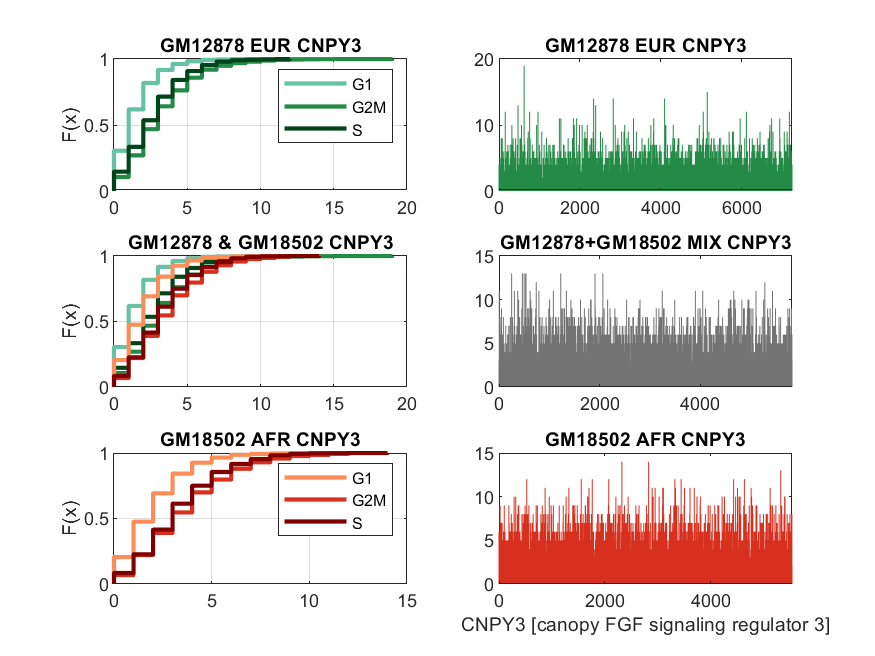 GM12878 EUR CNPY3
F(x)
1
0.5
0
0
5
10
15
20
G1
G2M
S
GM12878 EUR CNPY3
20
10
0
0
2000
4000
6000
GM12878 & GM18502 CNPY3
F(x)
1
0.5
0
0
5
10
15
20
GM12878+GM18502 MIX CNPY3
15
10
5
0
0
2000
4000
GM18502 AFR CNPY3
F(x)
1
0.5
0
0
5
10
15
G1
G2M
S
GM18502 AFR CNPY3
15
10
5
0
0
2000
4000
CNPY3 [canopy FGF signaling regulator 3]